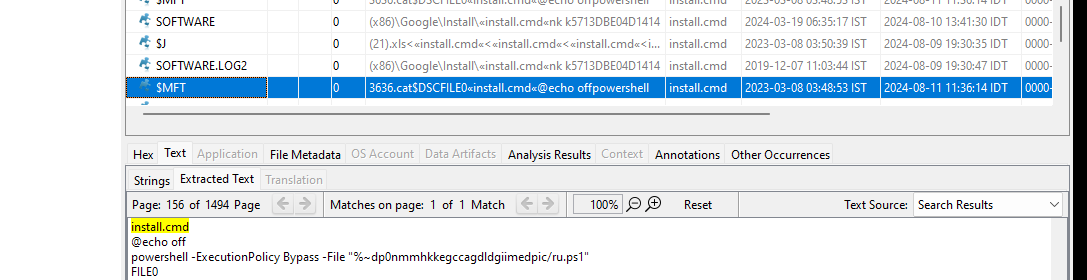 $MFT 0 3636.cat$DSCFILE0«install.cmd«@echo offpowershell install.cmd 2023-03-08 03:48:53 IST 2024-08-11 11:36:14 IDT 0000-
SOFTWARE 0 (x86)\Google\Install\«install.cmd«nk k5713DBE04D1414 install.cmd 2024-03-19 06:35:17 IST 2024-08-10 13:41:30 IDT 0000-
$J 0 (21).xls<«install.cmd«<«install.cmd«<«install.cmd«<i... install.cmd 2023-03-08 03:50:39 IST 2024-08-09 19:30:35 IDT 0000-
SOFTWARE.LOG2 0 (x86)\Google\Install\«install.cmd«nk k5713DBE04D1414 install.cmd 2019-12-07 11:03:44 IST 2024-08-09 19:30:47 IDT 0000-
$MFT 0 3636.cat$DSCFILE0«install.cmd«@echo offpowershell install.cmd 2023-03-08 03:48:53 IST 2024-08-11 11:36:14 IDT 0000-
Hex Text Application File Metadata OS Account Data Artifacts Analysis Results Context Annotations Other Occurrences
Strings Extracted Text Translation
Page: 156 of 1494 Page Matches on page: 1 of 1 Match 100% Reset Text Source: Search Results
install.cmd
@echo off
powershell -ExecutionPolicy Bypass -File "%~dp0nmmhkkegccagdldgiimedpic/ru.ps1"
FILE0